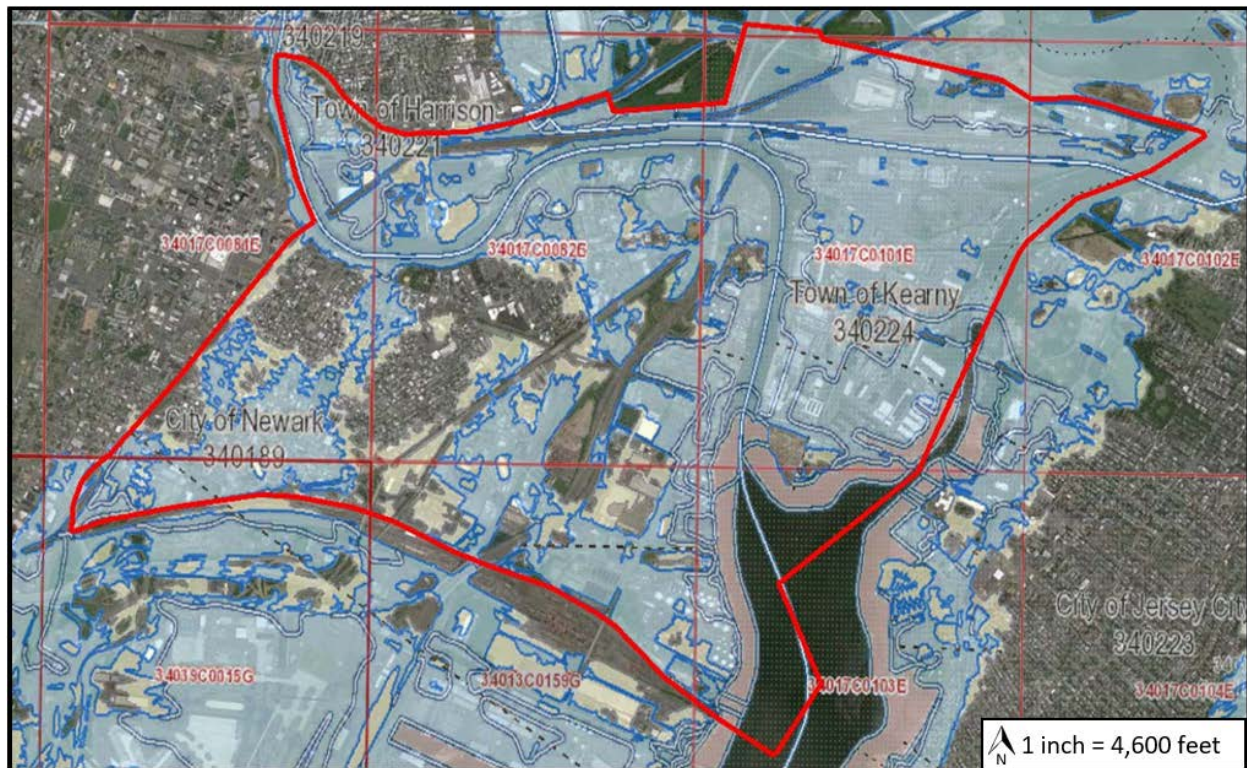 340219
Town of Harrison
340221
34017C0082E
34017C0101E
34017C0102E
Town of Kearny
340224
City of Newark
340189
City of Jersey City
340223
34039C0015G
34013C0159G
34017C0103E
34017C0104E
N
1 inch = 4,600 feet